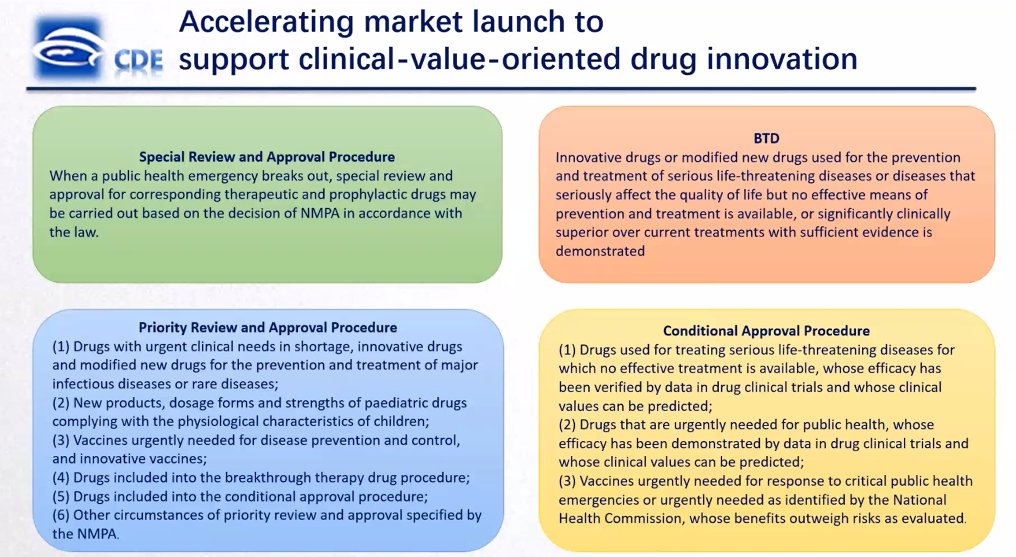 CDE
Accelerating market launch to
support clinical-value-oriented drug innovation
Special Review and Approval Procedure
When a public health emergency breaks out, special review and
approval for corresponding therapeutic and prophylactic drugs may
be carried out based on the decision of NMPA in accordance with
the law.
BTD
Innovative drugs or modified new drugs used for the prevention
and treatment of serious life-threatening diseases or diseases that
seriously affect the quality of life but no effective means of
prevention and treatment is available, or significantly clinically
superior over current treatments with sufficient evidence is
demonstrated
Priority Review and Approval Procedure
(1) Drugs with urgent clinical needs in shortage, innovative drugs
and modified new drugs for the prevention and treatment of major
infectious diseases or rare diseases;
(2) New products, dosage forms and strengths of paediatric drugs
complying with the physiological characteristics of children;
(3) Vaccines urgently needed for disease prevention and control,
and innovative vaccines;
(4) Drugs included into the breakthrough therapy drug procedure;
(5) Drugs included into the conditional approval procedure;
(6) Other circumstances of priority review and approval specified by
the NMPA.
Conditional Approval Procedure
(1) Drugs used for treating serious life-threatening diseases for
which no effective treatment is available, whose efficacy has
been verified by data in drug clinical trials and whose clinical
values can be predicted;
(2) Drugs that are urgently needed for public health, whose
efficacy has been demonstrated by data in drug clinical trials and
whose clinical values can be predicted;
(3) Vaccines urgently needed for response to critical public health
emergencies or urgently needed as identified by the National
Health Commission, whose benefits outweigh risks as evaluated.